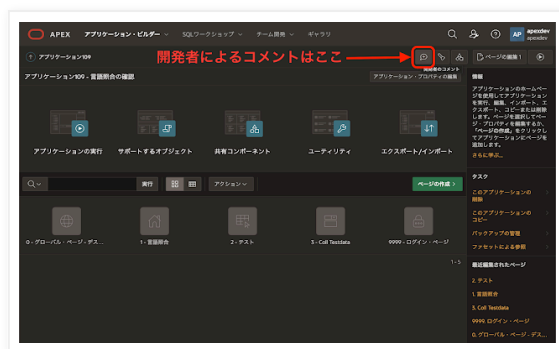 APEX アプリケーション・ビルダー SQLワークショップ チーム開発 ギャラリ AP apexdev
apexdev
アプリケーション109 開発者によるコメントはここ ページの編集 1
開発者のコメント
アプリケーション109 - 言語照合の確認 アプリケーション・プロパティの編集
アプリケーションの実行 サポートするオブジェクト 共有コンポーネント ユーティリティ エクスポート/インポート
実行 アクション ページの作成
0 - グローバル・ページ - デス... 1 - 言語照合 2 - テスト 3 - Call Testdata 9999 - ログイン・ページ
1 - 5
情報
アプリケーションのホームペー
ジを使用してアプリケーション
を実行、編集、インポート、エ
クスポート、コピーまたは削除
します。ページを選択してペー
ジ・プロパティを編集するか、
「ページの作成」をクリックし
てアプリケーションにページを
追加します。
さらに学ぶ...
タスク
このアプリケーションの
削除
このアプリケーションの
コピー
バックアップの管理
ファセットによる参照
最近編集されたページ
2. テスト
1. 言語照合
3. Call Testdata
9999. ログイン・ページ
0. グローバル・ページ - デス...